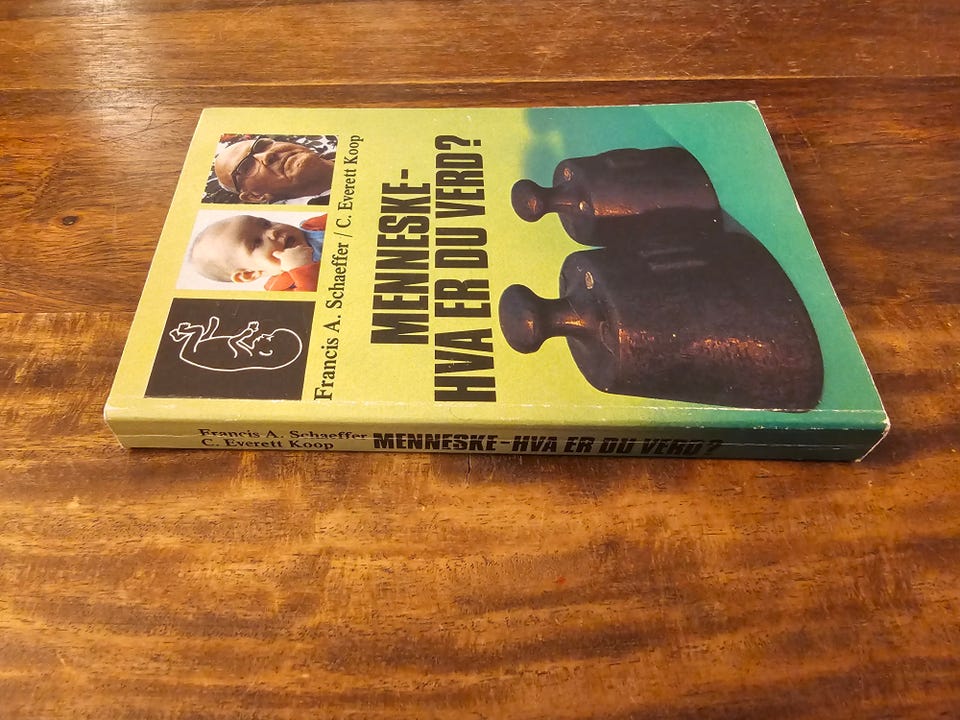 Francis A. Schaeffer / C. Everett Koop
MENNESKE-
HVA ER DU VERD?
Francis A. Schaeffer
C. Everett Koop
MENNESKE-HVA ER DU VERD?